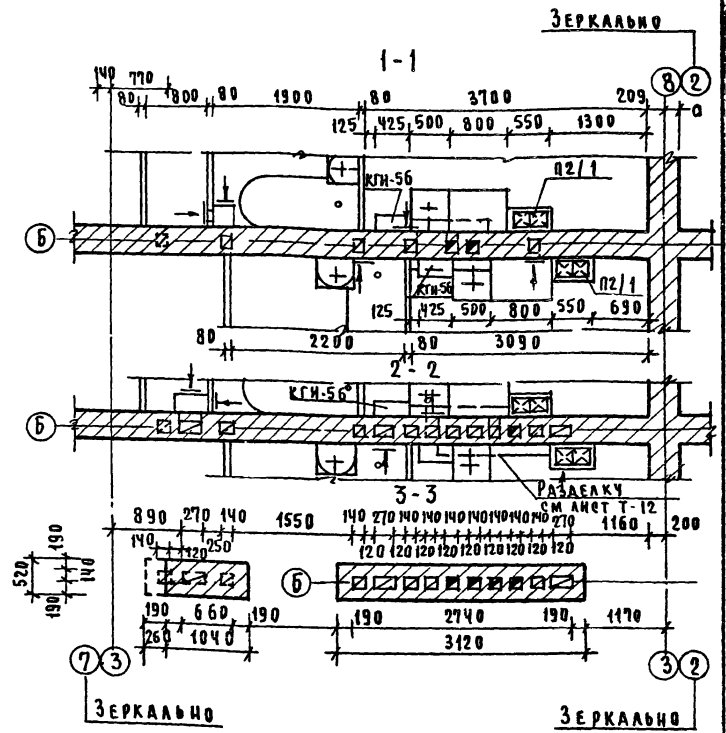 Зеркально
1-1
8 2
140 770
80 800 80 1900 80 3700 209 а
125 425 500 800 550 1300
КГИ-56 П2/1
Б
КГИ-56 П2/1
125 425 500 800 550 690
80 2200 80 3090
2-2
КГИ-56
Б
3-3
Разделку
см лист Т-12
890 270 140 1550 140 270 140 140 140 140 140 140 140 270 1160 200
140 120 250 120 120 120 120 120 120 120 120 120
190
520 140
190
Б
190 660 190 190 2740 190 1170
260 1040 3120
7 3 3 2
Зеркально Зеркально